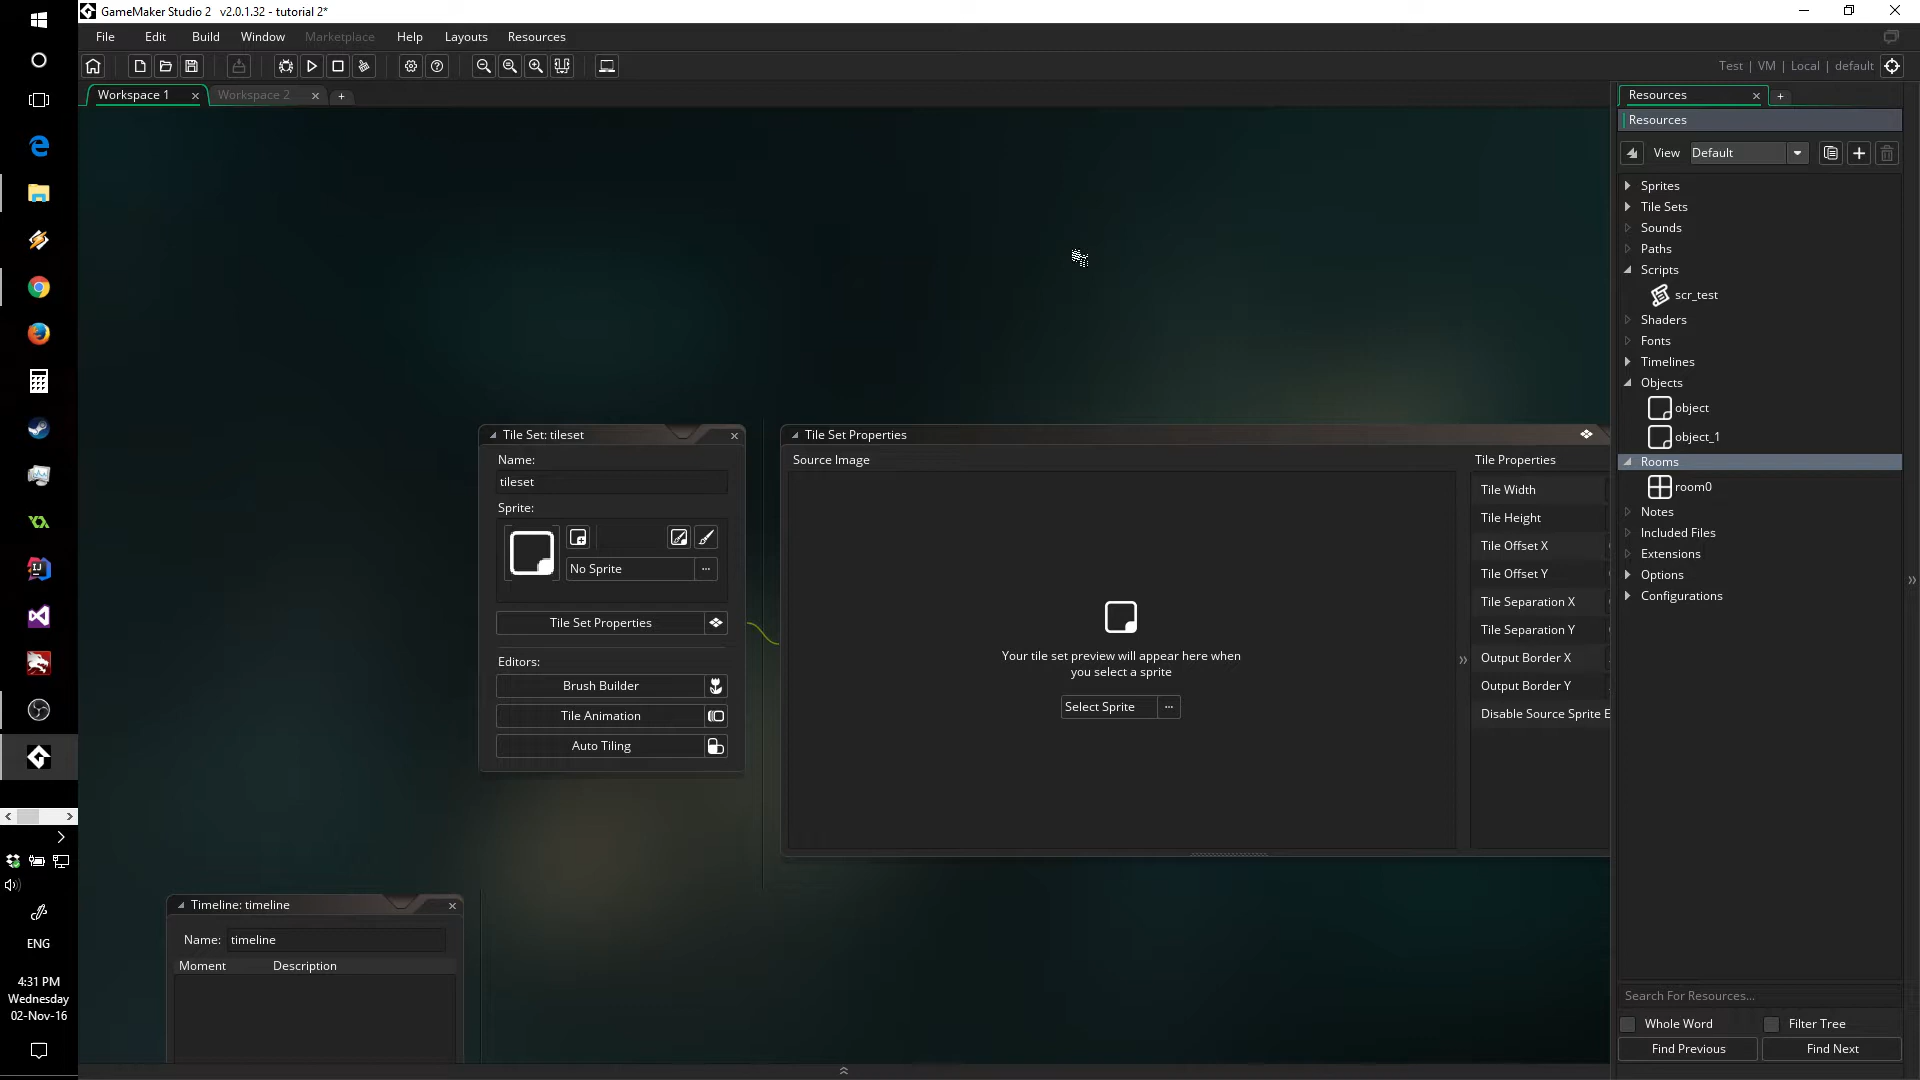 GameMaker Studio 2   v2.0.1.32 - tutorial 2*
File Edit Build Window Marketplace Help Layouts Resources
Test | VM | Local | default
Workspace 1
Workspace 2
Resources
Resources
View Default
Sprites
Tile Sets
Sounds
Paths
Scripts
scr_test
Shaders
Fonts
Timelines
Objects
object
object_1
Rooms
room0
Notes
Included Files
Extensions
Options
Configurations
Search For Resources...
Whole Word
Filter Tree
Find Previous
Find Next
Tile Set: tileset
Name:
tileset
Sprite:
No Sprite
...
Tile Set Properties
Editors:
Brush Builder
Tile Animation
Auto Tiling
Tile Set Properties
Source Image
Your tile set preview will appear here when
you select a sprite
Select Sprite ...
Tile Properties
Tile Width
Tile Height
Tile Offset X
Tile Offset Y
Tile Separation X
Tile Separation Y
Output Border X
Output Border Y
Disable Source Sprite E
Timeline: timeline
Name: timeline
Moment Description
ENG
4:31 PM
Wednesday
02-Nov-16